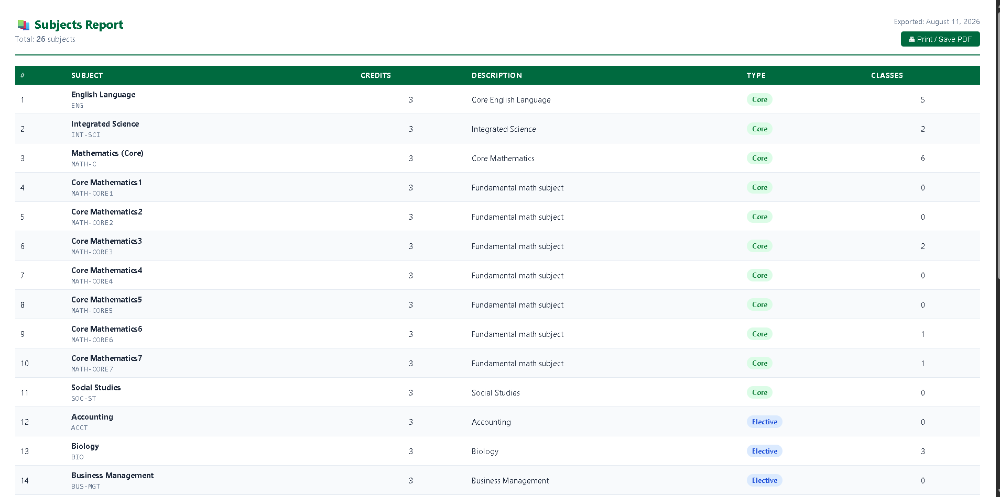 Subjects Report
Total: 26 subjects
Exported: August 11, 2026
Print / Save PDF
# SUBJECT CREDITS DESCRIPTION TYPE CLASSES
1 English Language 3 Core English Language Core 5
ENG
2 Integrated Science 3 Integrated Science Core 2
INT-SCI
3 Mathematics (Core) 3 Core Mathematics Core 6
MATH-C
4 Core Mathematics1 3 Fundamental math subject Core 0
MATH-CORE1
5 Core Mathematics2 3 Fundamental math subject Core 0
MATH-CORE2
6 Core Mathematics3 3 Fundamental math subject Core 2
MATH-CORE3
7 Core Mathematics4 3 Fundamental math subject Core 0
MATH-CORE4
8 Core Mathematics5 3 Fundamental math subject Core 0
MATH-CORE5
9 Core Mathematics6 3 Fundamental math subject Core 1
MATH-CORE6
10 Core Mathematics7 3 Fundamental math subject Core 1
MATH-CORE7
11 Social Studies 3 Social Studies Core 0
SOC-ST
12 Accounting 3 Accounting Elective 0
ACCT
13 Biology 3 Biology Elective 3
BIO
14 Business Management 3 Business Management Elective 0
BUS-MGT